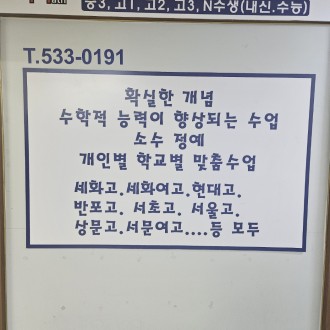 중3, 고1, 고2, 고3, N수생(내신.수능)
T.533-0191
확실한 개념
수학적 능력이 향상되는 수업
소수 정예
개인별 학교별 맞춤수업
세화고.세화여고.현대고.
반포고. 서초고. 서울고.
상문고.서문여고....등 모두